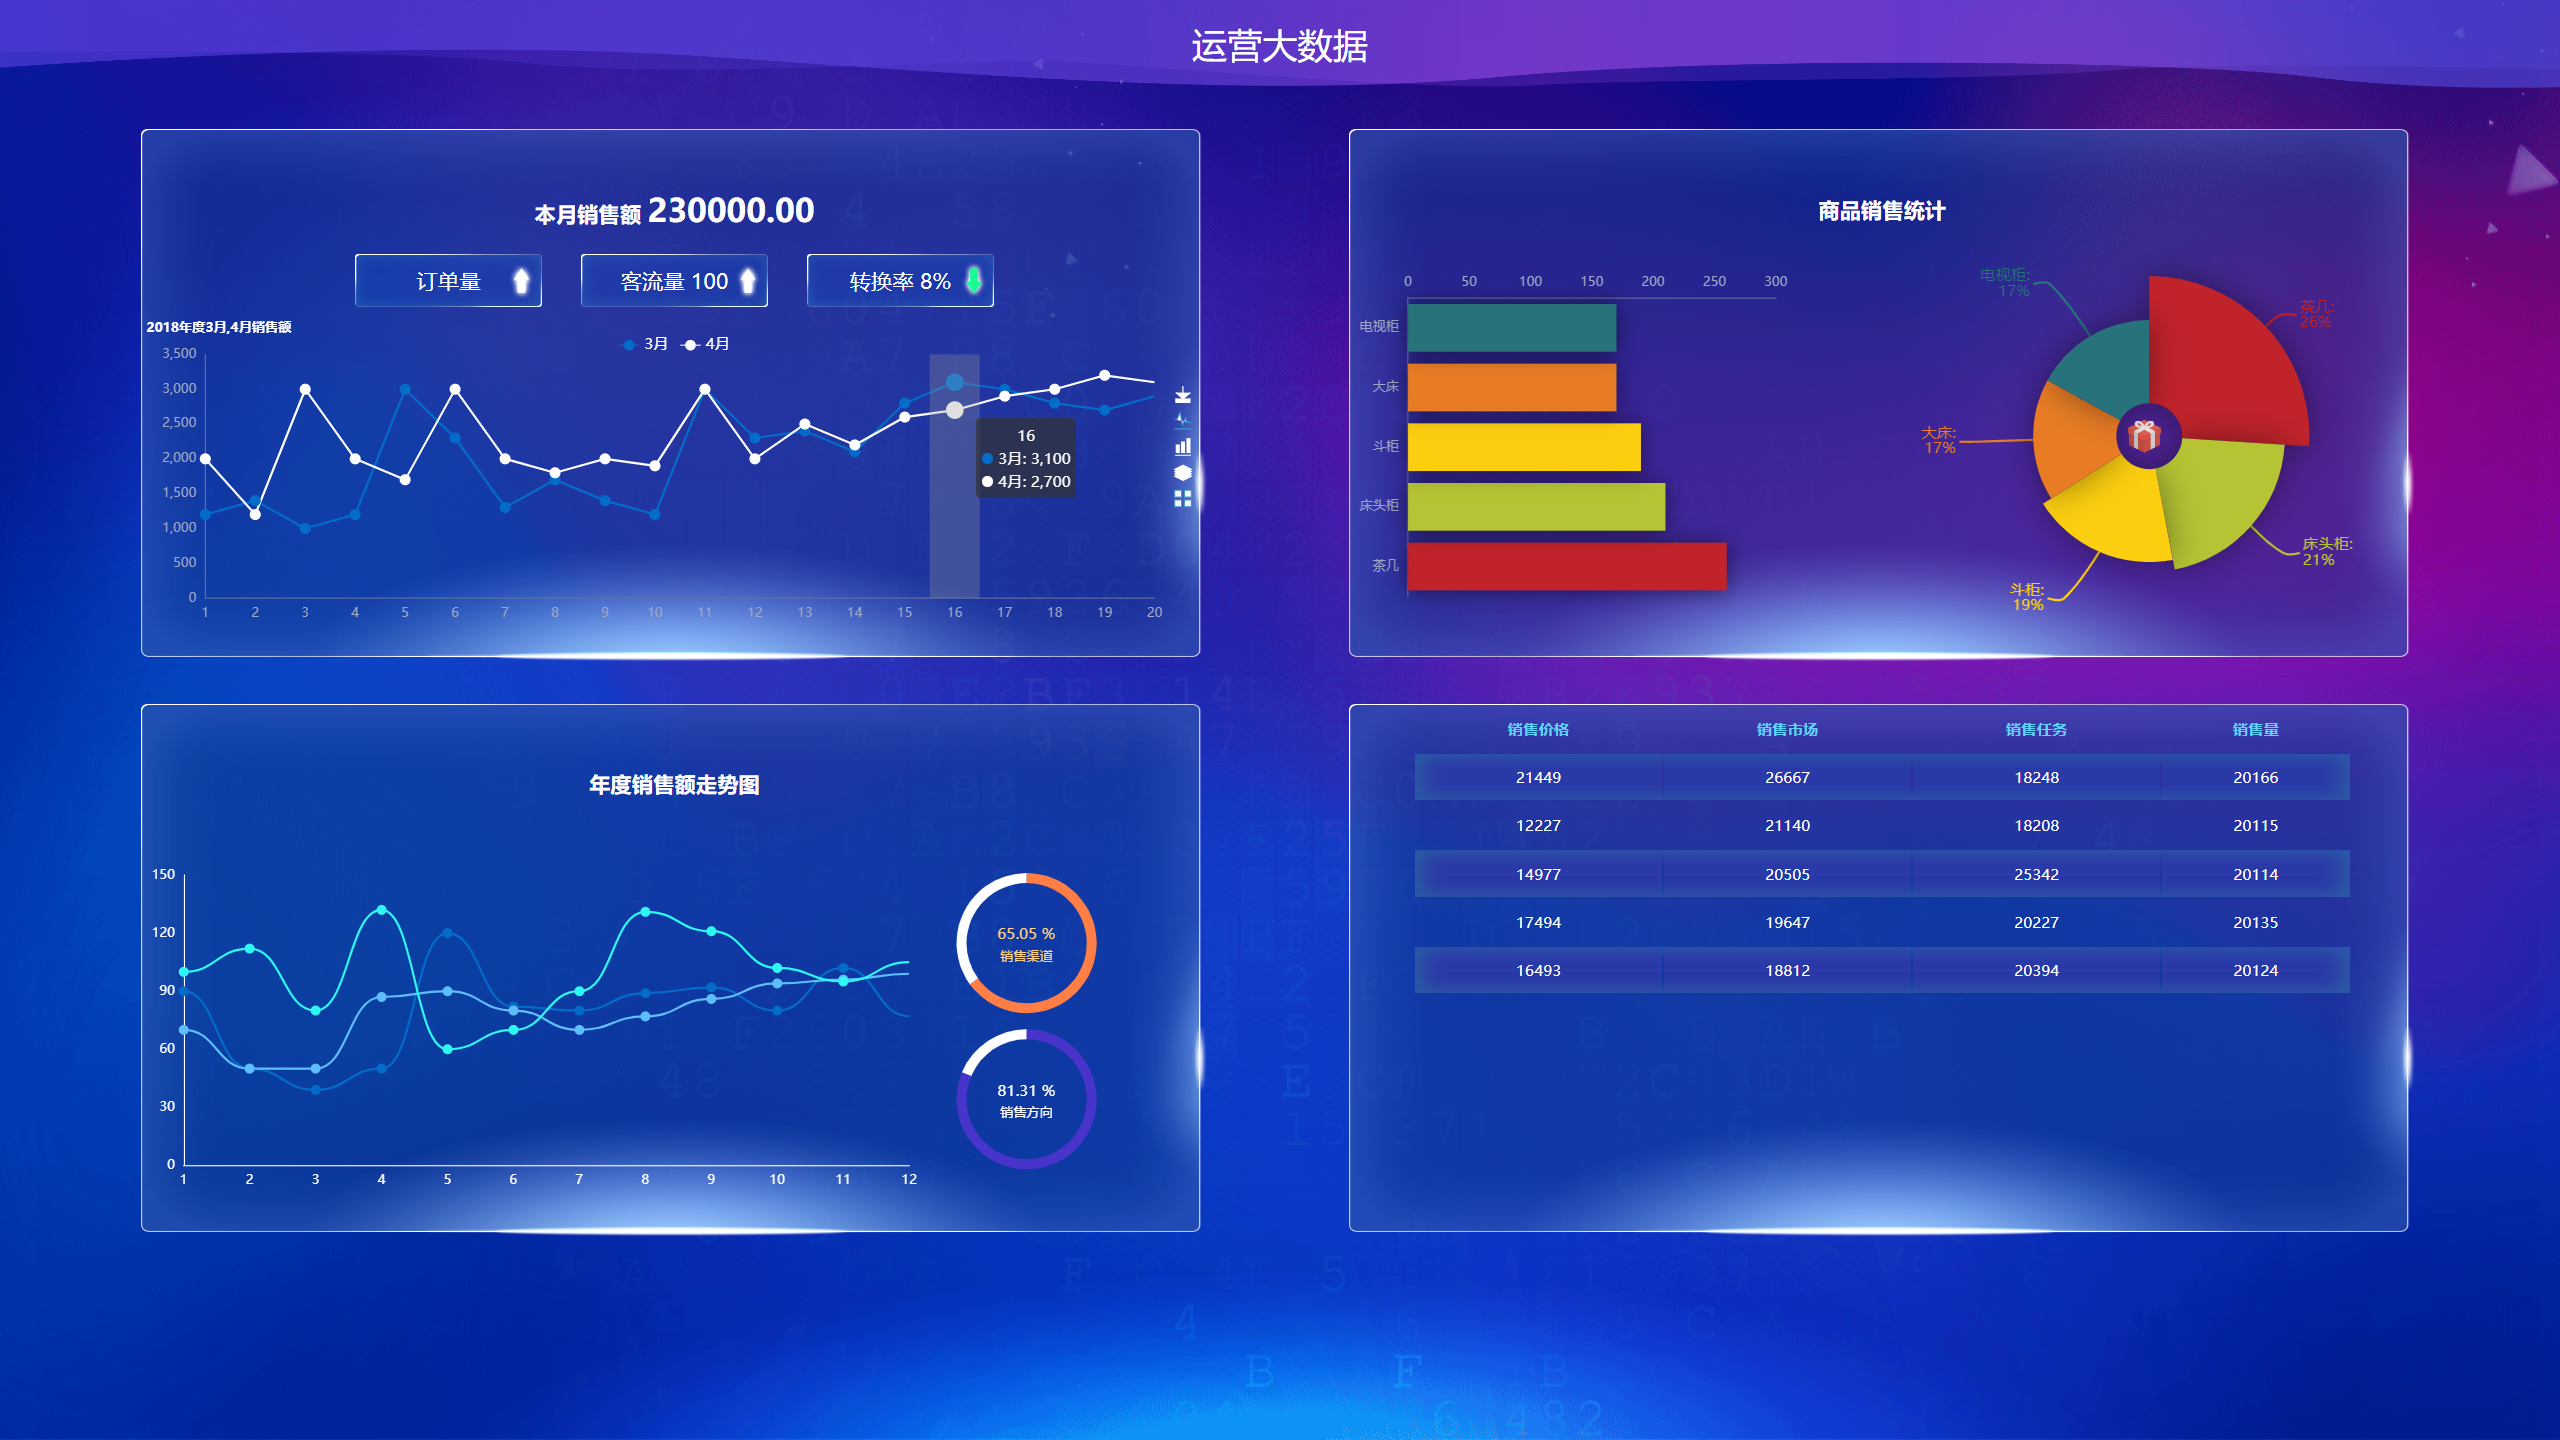 运营大数据
本月销售额 230000.00
订单量
客流量 100
转换率 8%
2018年度3月,4月销售额
3月 4月
3,500
3,000
2,500
2,000
1,500
1,000
500
0
1 2 3 4 5 6 7 8 9 10 11 12 13 14 15 16 17 18 19 20
16
3月: 3,100
4月: 2,700
商品销售统计
0 50 100 150 200 250 300
电视柜
大床
斗柜
床头柜
茶几
电视柜:
17%
茶几:
26%
大床:
17%
床头柜:
21%
斗柜:
19%
年度销售额走势图
150
120
90
60
30
0
1 2 3 4 5 6 7 8 9 10 11 12
65.05 %
销售渠道
81.31 %
销售方向
销售价格 销售市场 销售任务 销售量
21449 26667 18248 20166
12227 21140 18208 20115
14977 20505 25342 20114
17494 19647 20227 20135
16493 18812 20394 20124